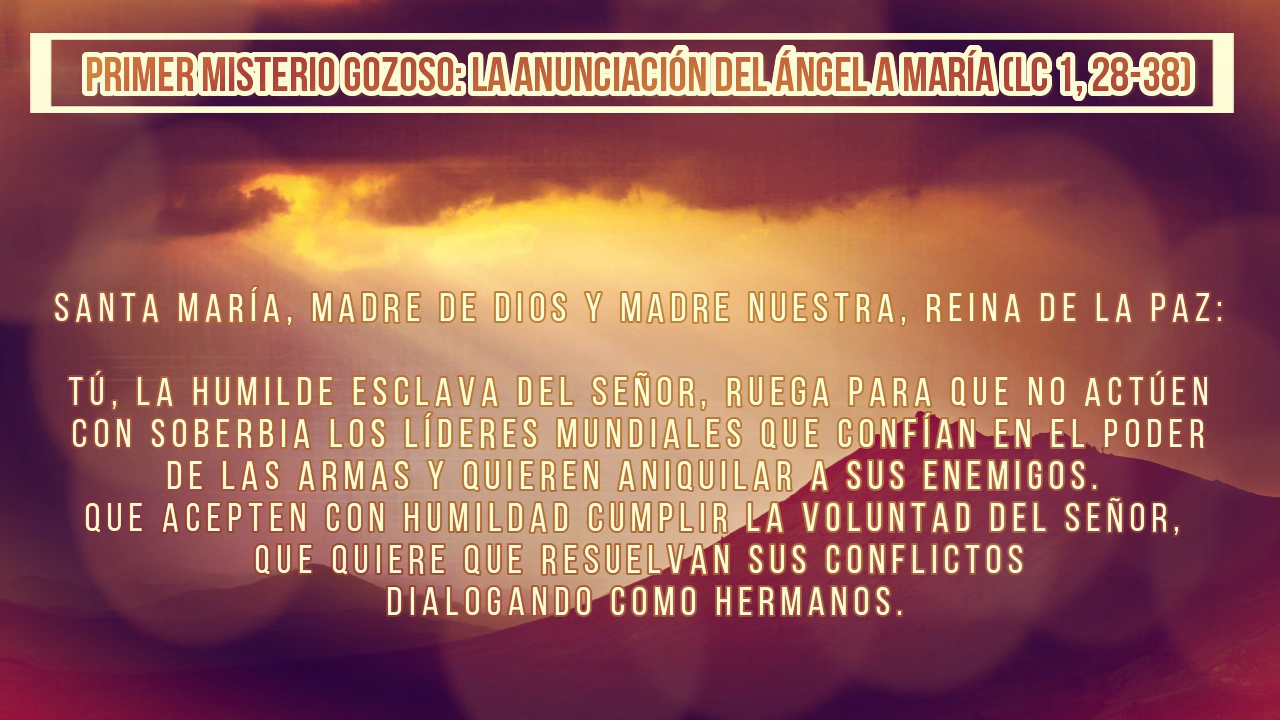 PRIMER MISTERIO GOZOSO: LA ANUNCIACIÓN DEL ÁNGEL A MARÍA (LC 1, 28-38)
SANTA MARÍA, MADRE DE DIOS Y MADRE NUESTRA, REINA DE LA PAZ:
TÚ, LA HUMILDE ESCLAVA DEL SEÑOR, RUEGA PARA QUE NO ACTÚEN
CON SOBERBIA LOS LÍDERES MUNDIALES QUE CONFÍAN EN EL PODER
DE LAS ARMAS Y QUIEREN ANIQUILAR A SUS ENEMIGOS.
QUE ACEPTEN CON HUMILDAD CUMPLIR LA VOLUNTAD DEL SEÑOR,
QUE QUIERE QUE RESUELVAN SUS CONFLICTOS
DIALOGANDO COMO HERMANOS.